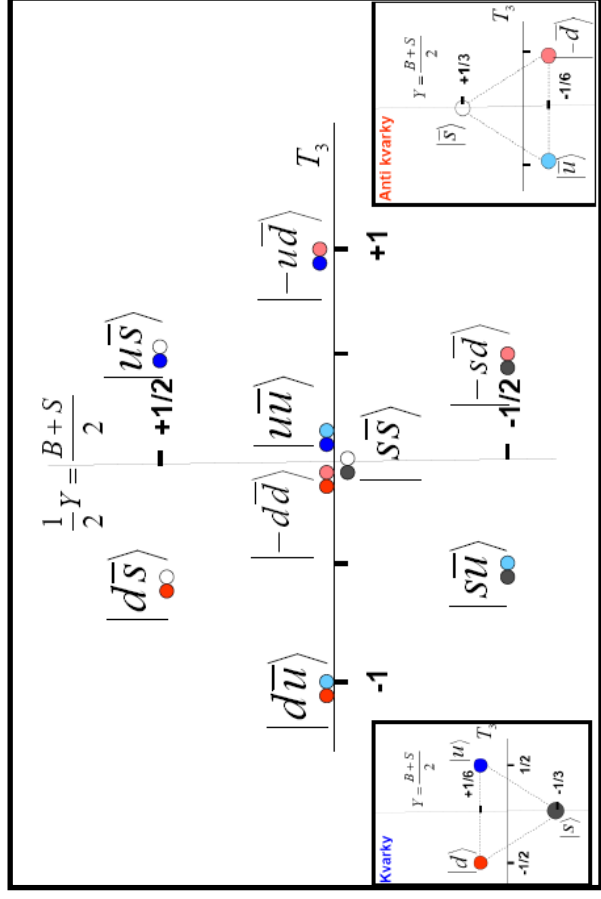 ½Y = (B + S)/2
|ds̄⟩
+1/2
|us̄⟩
|dū⟩
|−dd̄⟩
|uū⟩
|−ud̄⟩
T₃
-1
|ss̄⟩
+1
|sū⟩
-1/2
|−sd̄⟩
Kvarky
Y = (B + S)/2
|d⟩
+1/6
|u⟩
T₃
-1/2
1/2
-1/3
|s⟩
Anti kvarky
Y = (B + S)/2
|s̄⟩
+1/3
T₃
|ū⟩
-1/6
|−d̄⟩